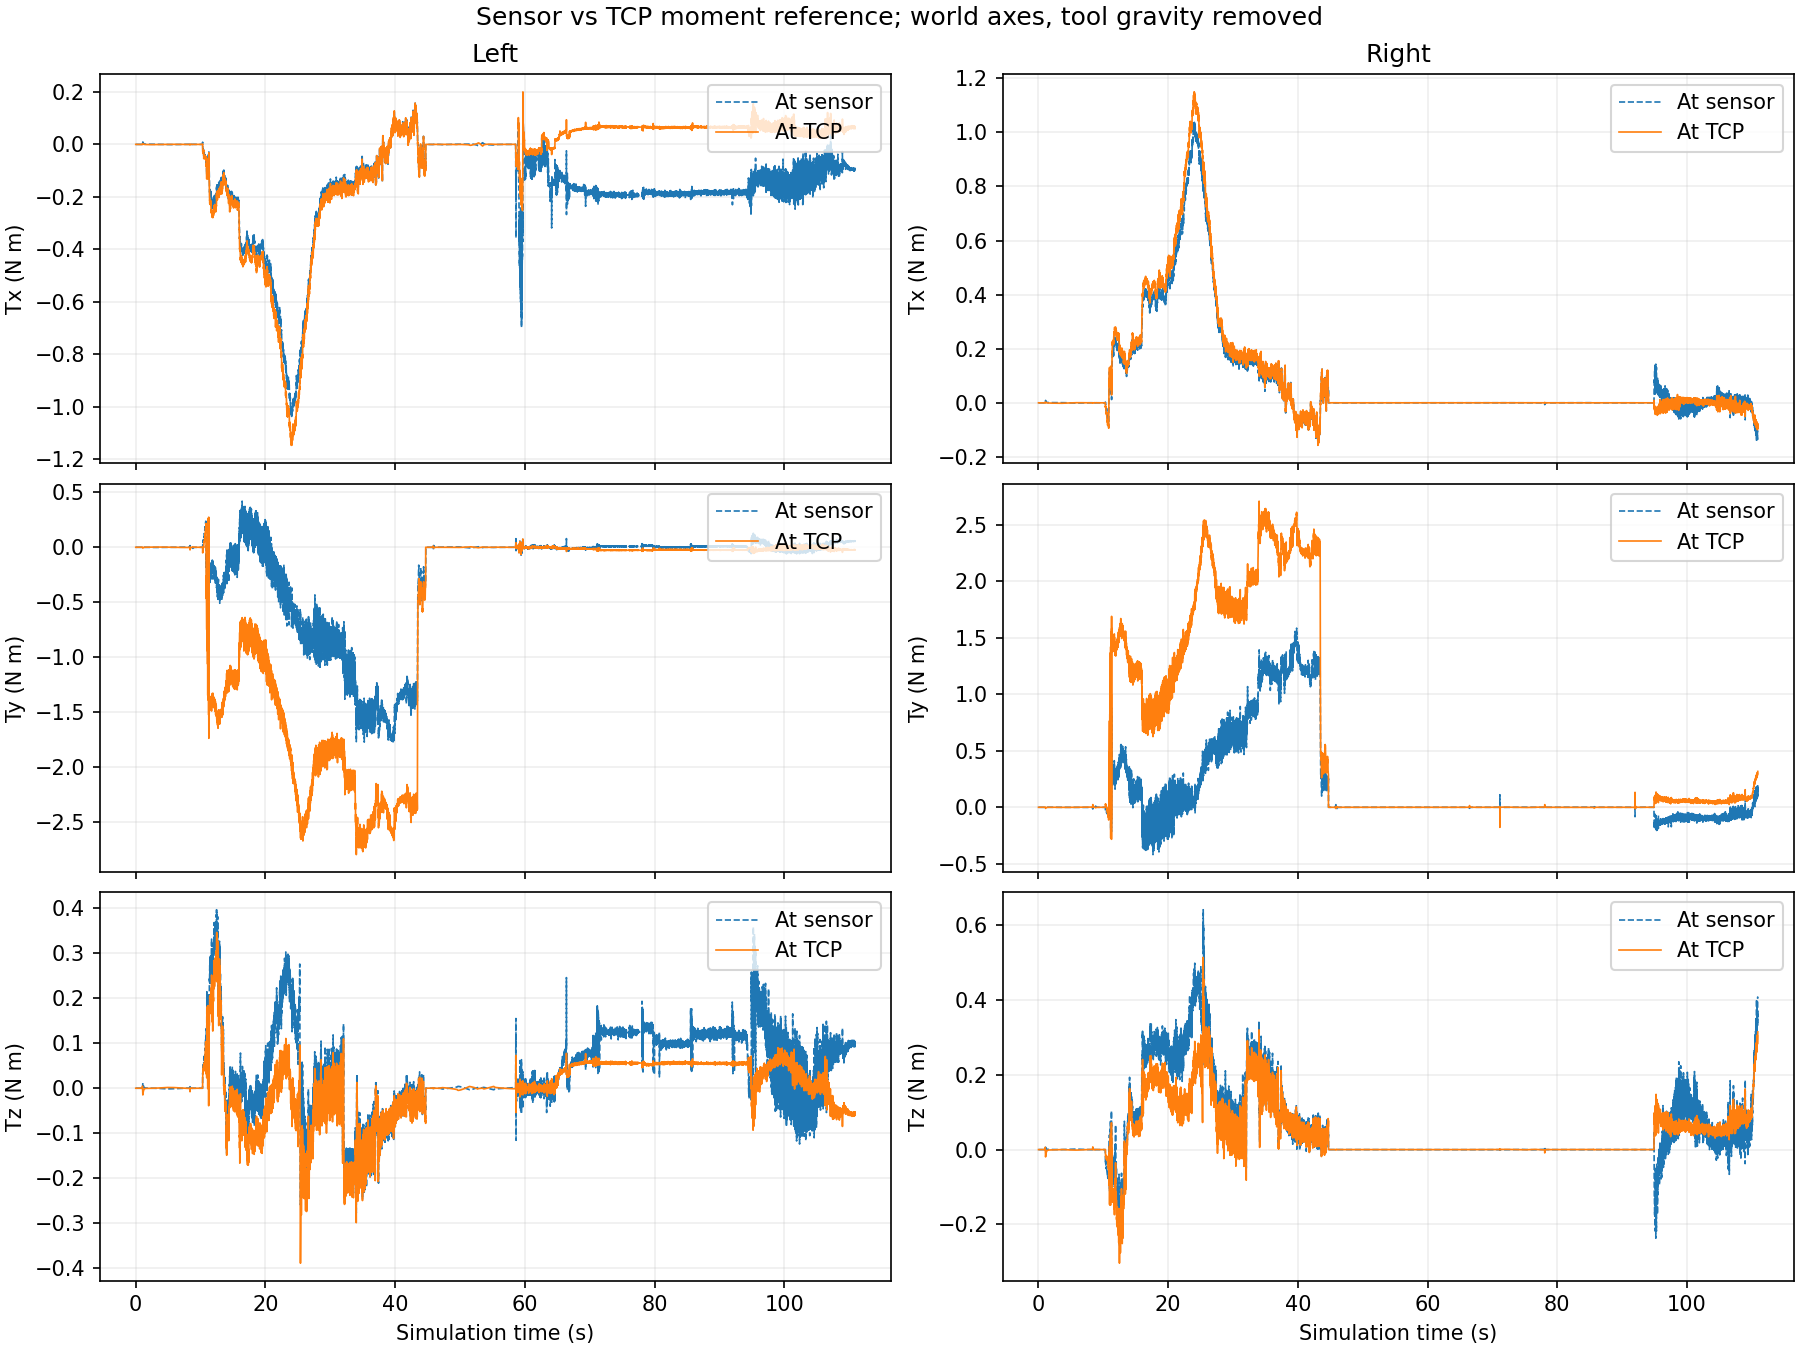 Sensor vs TCP moment reference; world axes, tool gravity removed
Left
Tx (N m)
0.2
0.0
−0.2
−0.4
−0.6
−0.8
−1.0
−1.2
At sensor
At TCP
Right
Tx (N m)
1.2
1.0
0.8
0.6
0.4
0.2
0.0
−0.2
At sensor
At TCP
Ty (N m)
0.5
0.0
−0.5
−1.0
−1.5
−2.0
−2.5
At sensor
At TCP
Ty (N m)
2.5
2.0
1.5
1.0
0.5
0.0
−0.5
At sensor
At TCP
Tz (N m)
0.4
0.3
0.2
0.1
0.0
−0.1
−0.2
−0.3
−0.4
At sensor
At TCP
0 20 40 60 80 100
Simulation time (s)
Tz (N m)
0.6
0.4
0.2
0.0
−0.2
At sensor
At TCP
0 20 40 60 80 100
Simulation time (s)